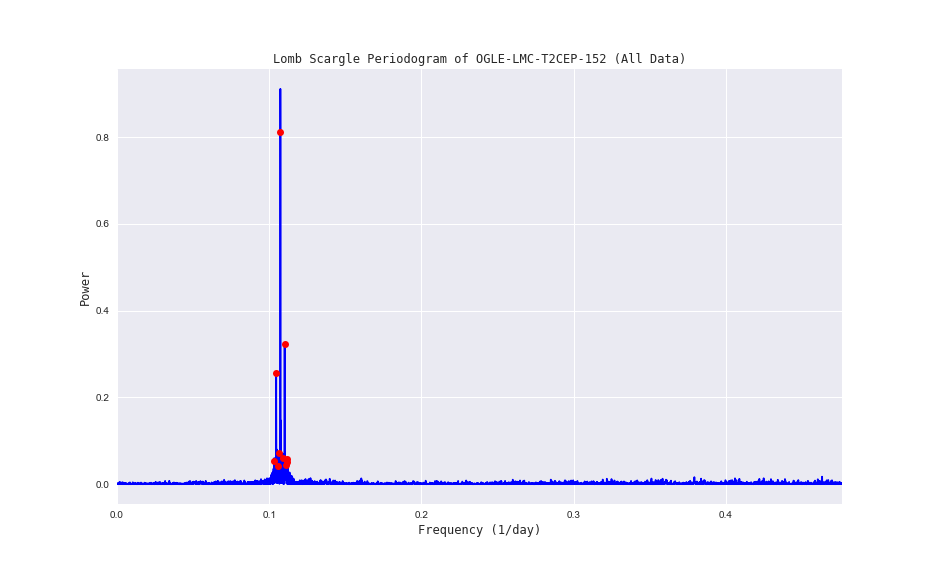 Lomb Scargle Periodogram of OGLE-LMC-T2CEP-152 (All Data)
0.8
0.6
0.4
0.2
0.0
Power
0.0 0.1 0.2 0.3 0.4
Frequency (1/day)